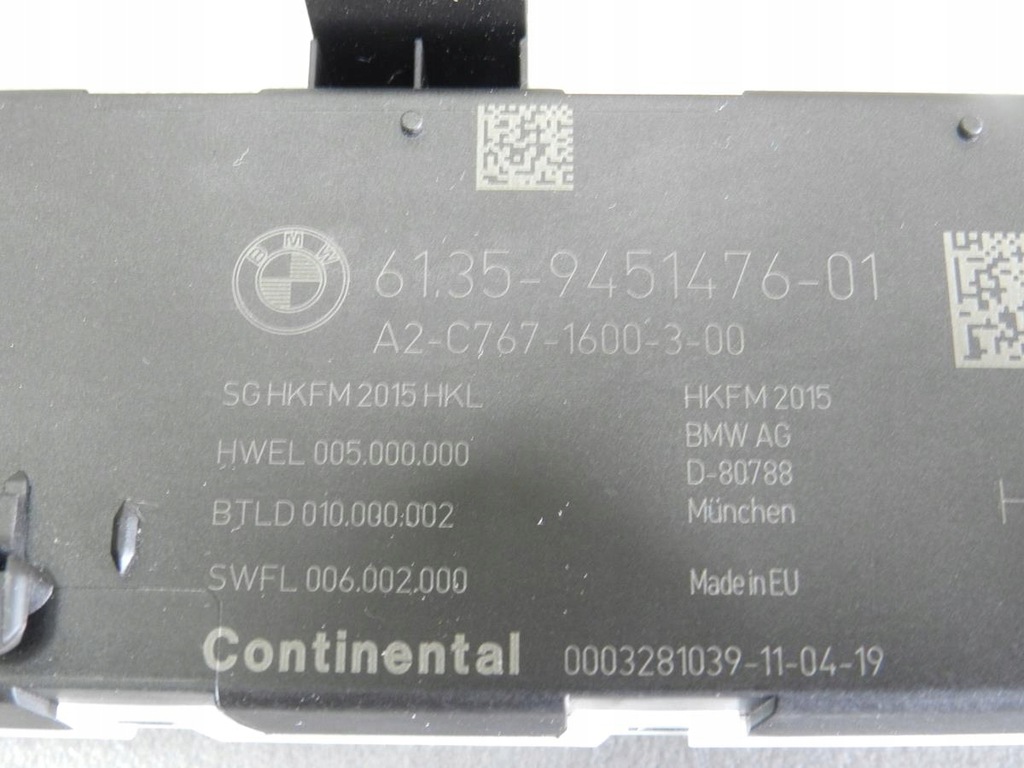 BMW
61.35-9451476-01
A2-C767-1600-3-00
SG HKFM 2015 HKL
HWEL 005.000.000
BTLD 010.000.002
SWFL 006.002.000
HKFM 2015
BMW AG
D-80788
München
Made in EU
Continental 0003281039-11-04-19